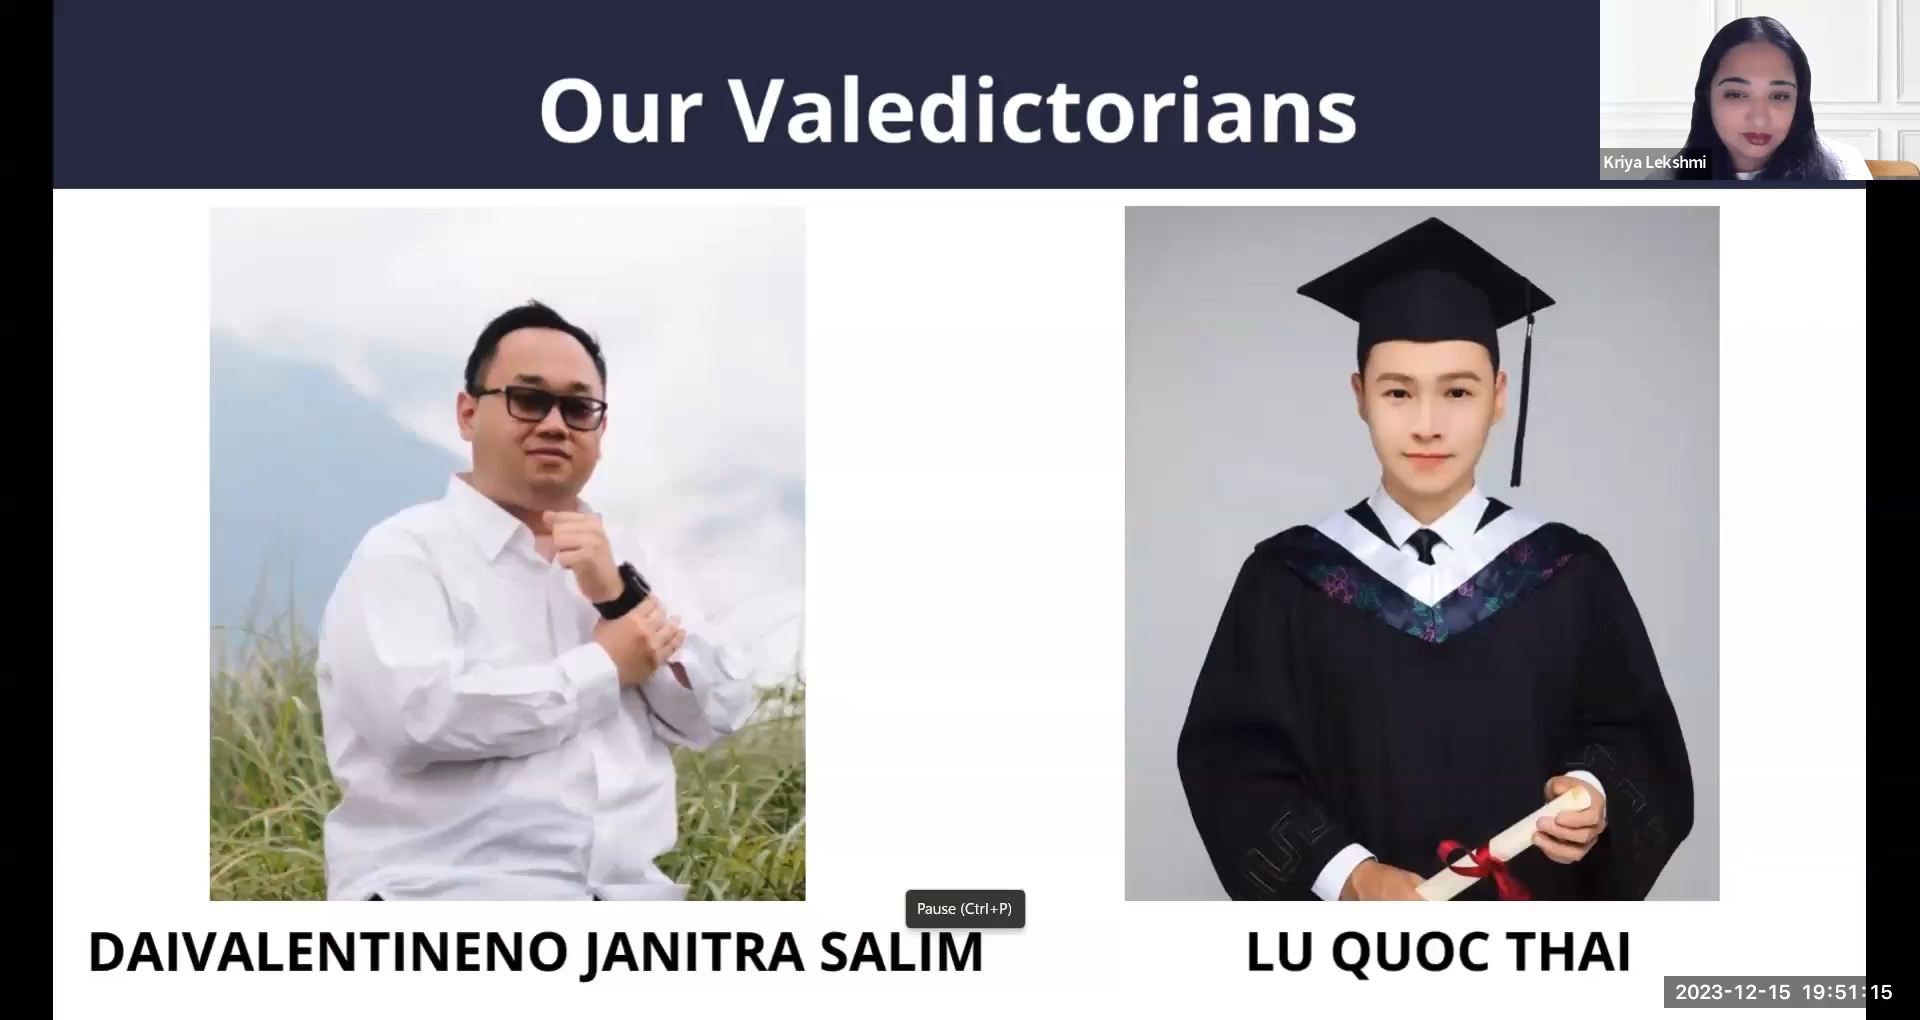 Our Valedictorians
Kriya Lekshmi
Pause (Ctrl+P)
DAIVALENTINENO JANITRA SALIM
LU QUOC THAI
2023-12-15 19:51:15